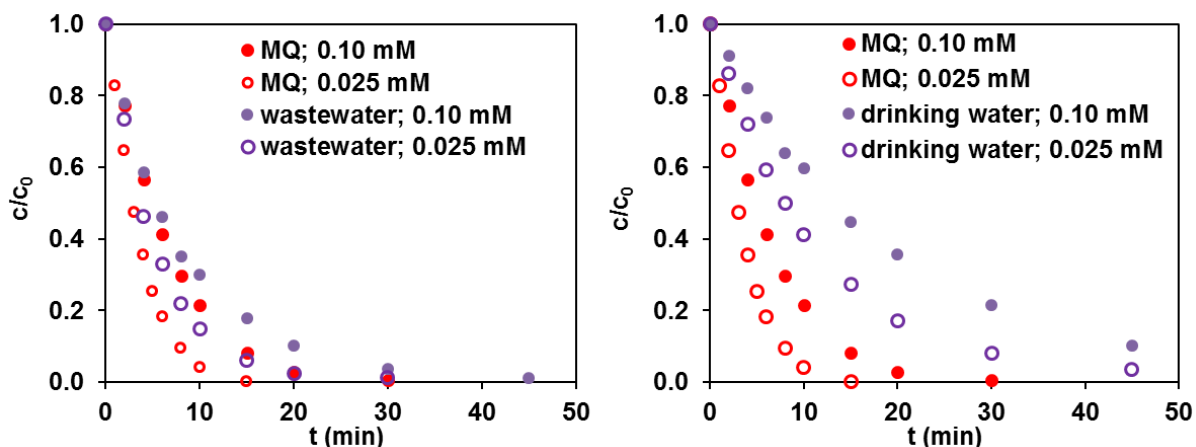 1.0
0.8
0.6
0.4
0.2
0.0
c/c0
MQ; 0.10 mM
MQ; 0.025 mM
wastewater; 0.10 mM
wastewater; 0.025 mM
0 10 20 30 40 50
t (min)
1.0
0.8
0.6
0.4
0.2
0.0
c/c0
MQ; 0.10 mM
MQ; 0.025 mM
drinking water; 0.10 mM
drinking water; 0.025 mM
0 10 20 30 40 50
t (min)